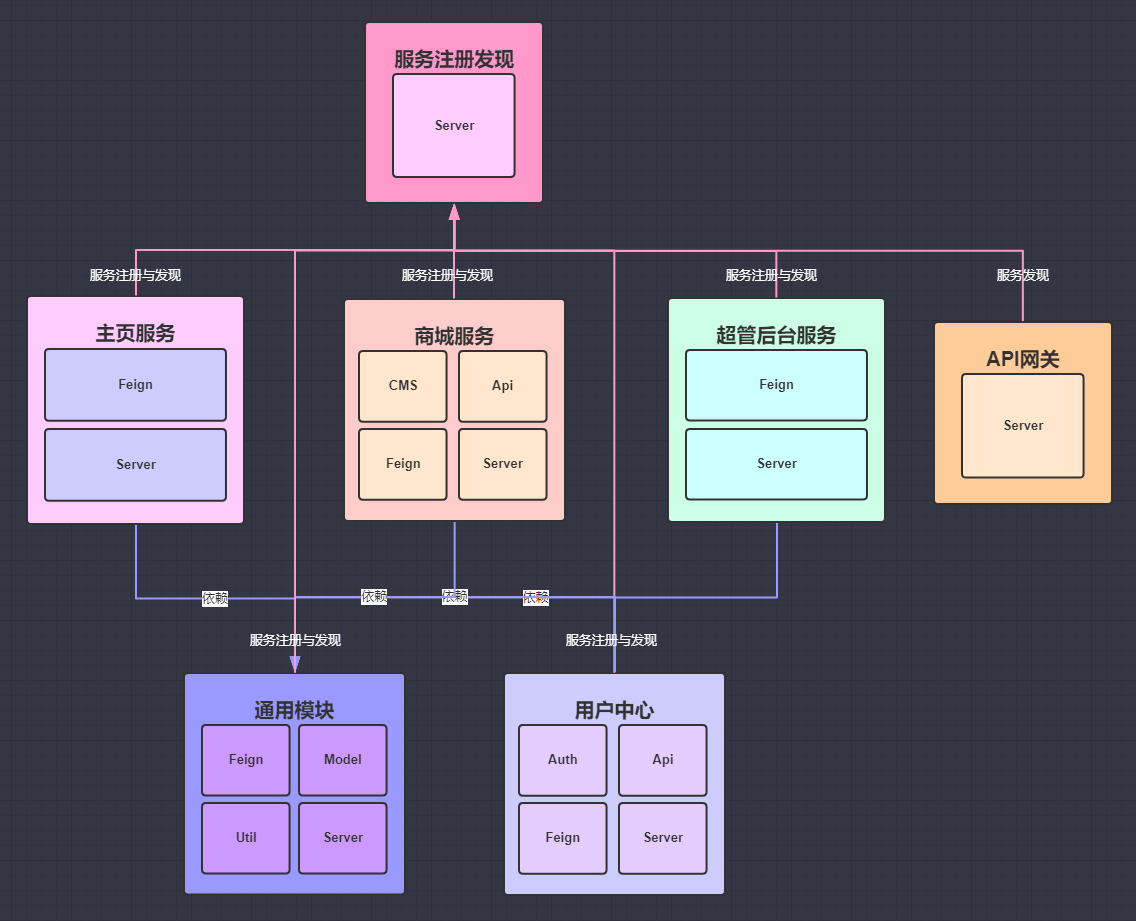 服务注册发现
Server
服务注册与发现
服务注册与发现
服务注册与发现
服务发现
主页服务
Feign
Server
商城服务
CMS
Api
Feign
Server
超管后台服务
Feign
Server
API网关
Server
依赖
依赖
依赖
依赖
服务注册与发现
服务注册与发现
通用模块
Feign
Model
Util
Server
用户中心
Auth
Api
Feign
Server